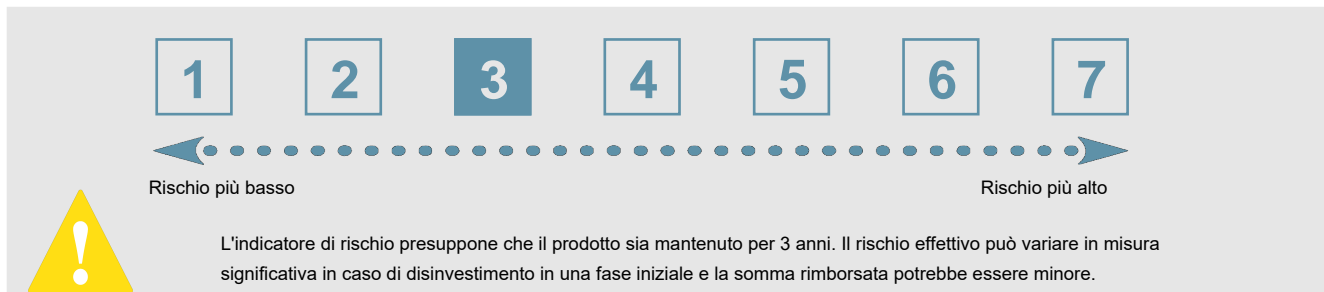 1 2 3 4 5 6 7
Rischio più basso Rischio più alto
!
L'indicatore di rischio presuppone che il prodotto sia mantenuto per 3 anni. Il rischio effettivo può variare in misura
significativa in caso di disinvestimento in una fase iniziale e la somma rimborsata potrebbe essere minore.